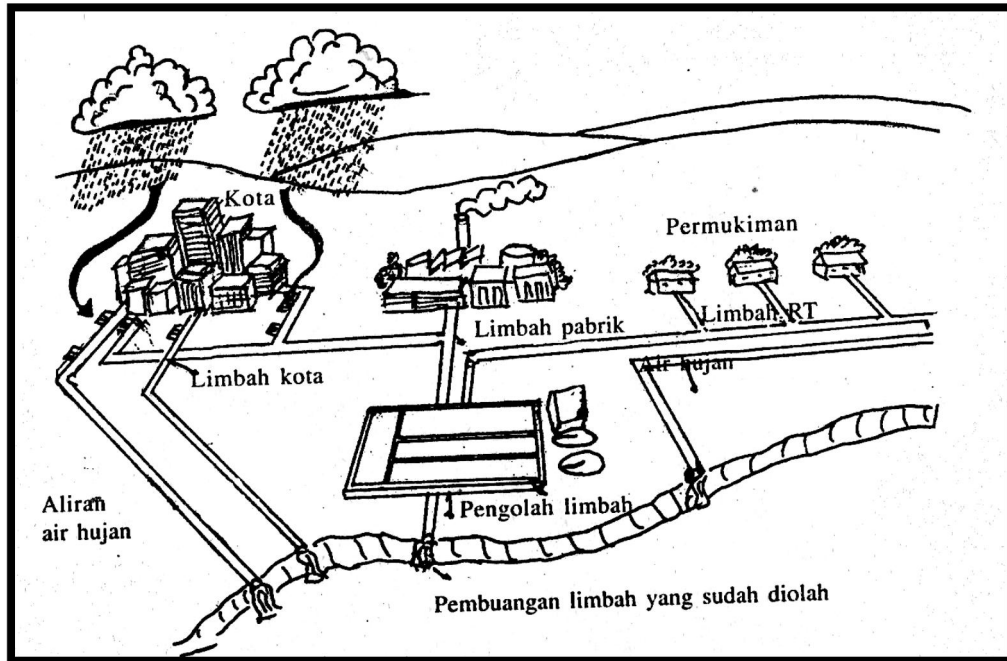 Kota
Permukiman
Limbah pabrik
Limbah RT
Limbah kota
Air hujan
Aliran
air hujan
Pengolah limbah
Pembuangan limbah yang sudah diolah